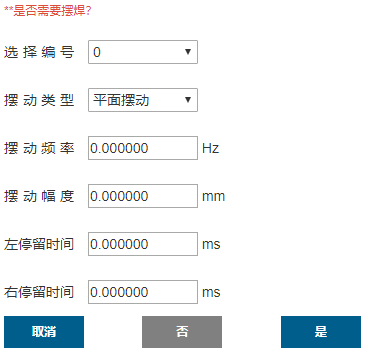 **是否需要摆焊?
选择编号 0
摆动类型 平面摆动
摆动频率 0.000000 Hz
摆动幅度 0.000000 mm
左停留时间 0.000000 ms
右停留时间 0.000000 ms
取消 否 是